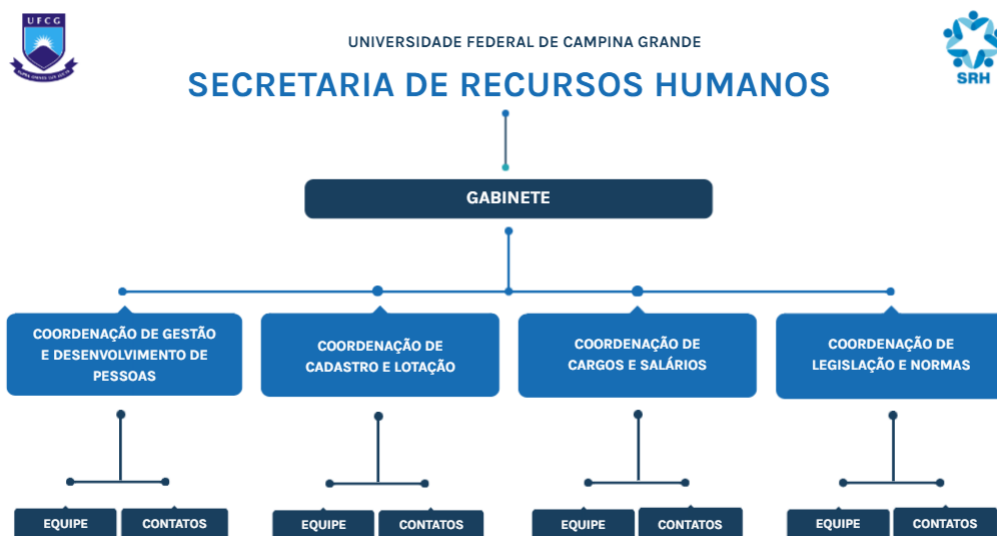 UFCG
UNIVERSIDADE FEDERAL DE CAMPINA GRANDE
SECRETARIA DE RECURSOS HUMANOS
SRH
GABINETE
COORDENAÇÃO DE GESTÃO
E DESENVOLVIMENTO DE
PESSOAS
COORDENAÇÃO DE
CADASTRO E LOTAÇÃO
COORDENAÇÃO DE
CARGOS E SALÁRIOS
COORDENAÇÃO DE
LEGISLAÇÃO E NORMAS
EQUIPE
CONTATOS
EQUIPE
CONTATOS
EQUIPE
CONTATOS
EQUIPE
CONTATOS